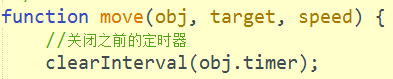 function move(obj, target, speed) {
//关闭之前的定时器
clearInterval(obj.timer);